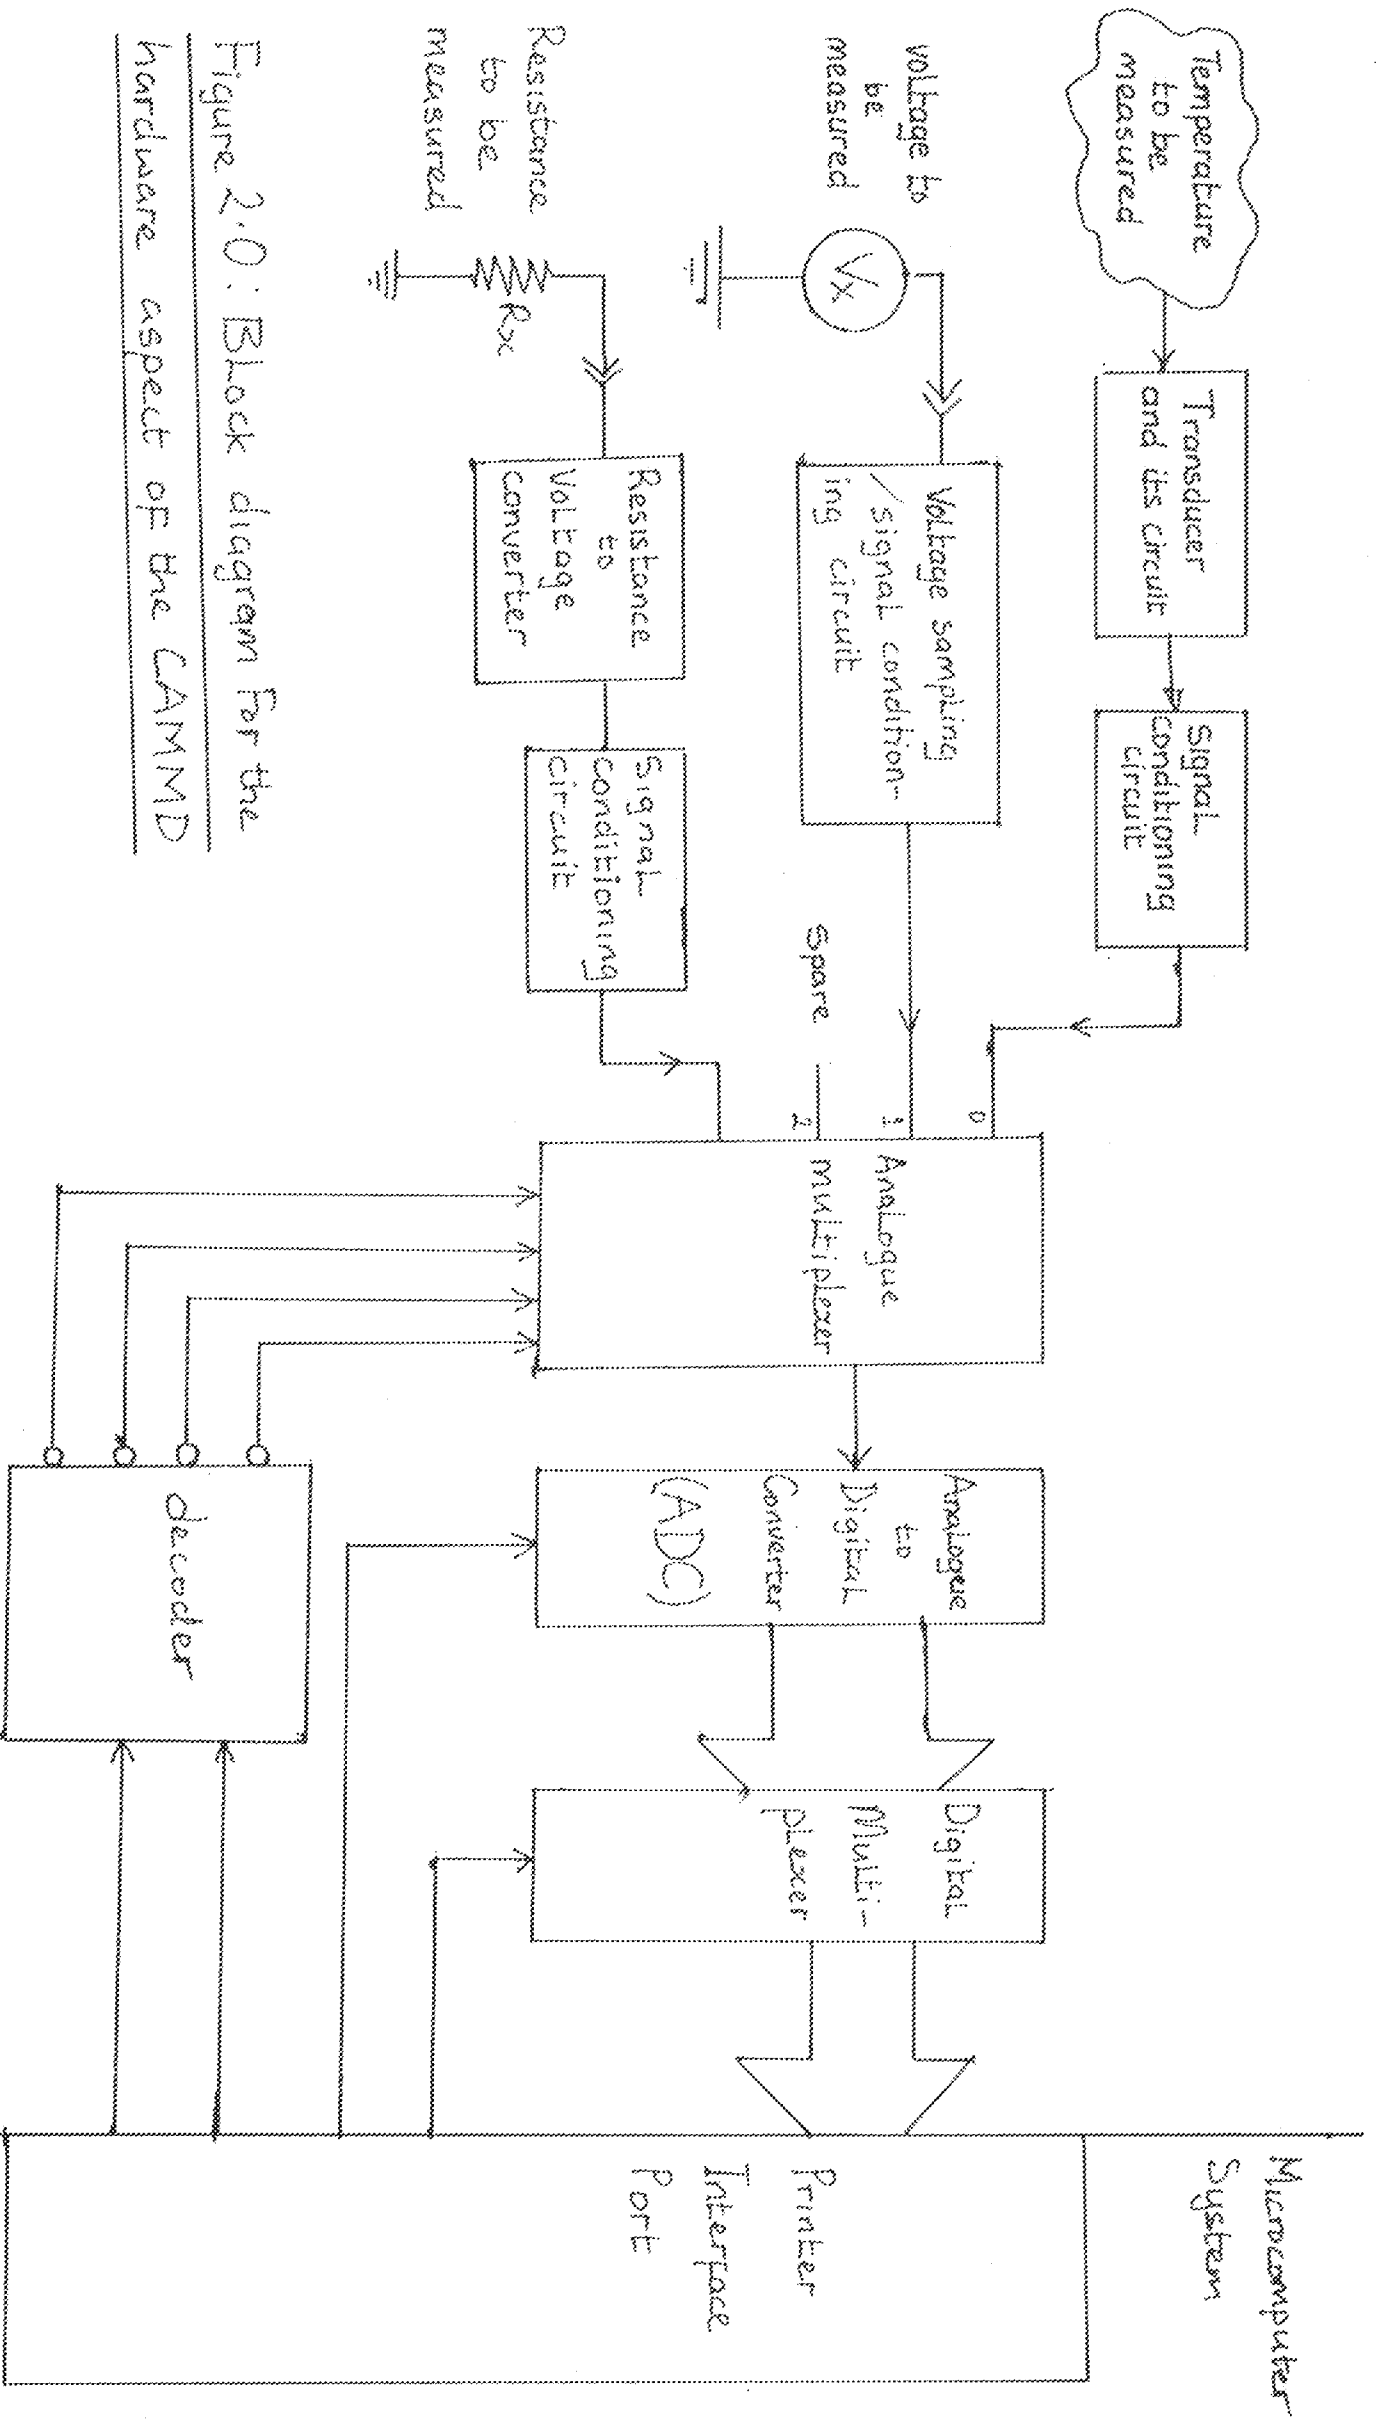 Temperature
to be
measured
Transducer
and its circuit
Signal
conditioning
circuit
voltage to
be
measured
Vx
Voltage sampling
/signal condition-
ing circuit
Resistance
to be
measured
Rx
Resistance
to
Voltage
converter
Signal
conditioning
circuit
Spare
0
1
2
Analogue
multiplexer
Analogue
to
Digital
Converter
(ADC)
Digital
Multi-
plexer
decoder
Microcomputer
System
Printer
Interface
Port
Figure 2.0: Block diagram For the
hardware aspect of the CAMMD